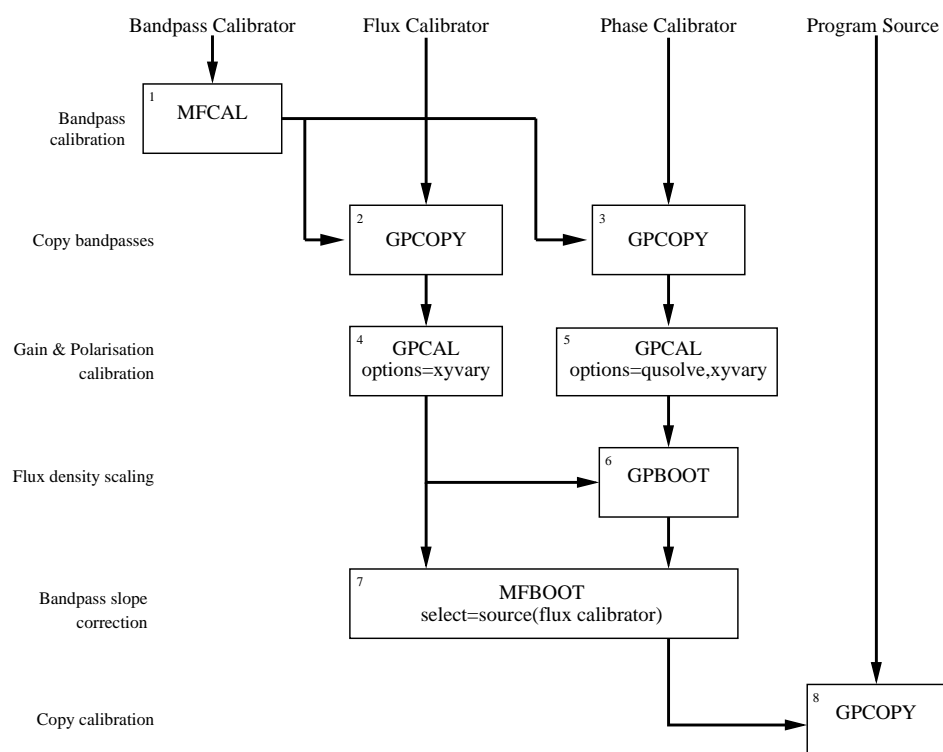 Bandpass Calibrator
Flux Calibrator
Phase Calibrator
Program Source
1
MFCAL
Bandpass
calibration
2
GPCOPY
3
GPCOPY
Copy bandpasses
4
GPCAL
options=xyvary
5
GPCAL
options=qusolve,xyvary
Gain & Polarisation
calibration
6
GPBOOT
Flux density scaling
7
MFBOOT
select=source(flux calibrator)
Bandpass slope
correction
8
GPCOPY
Copy calibration